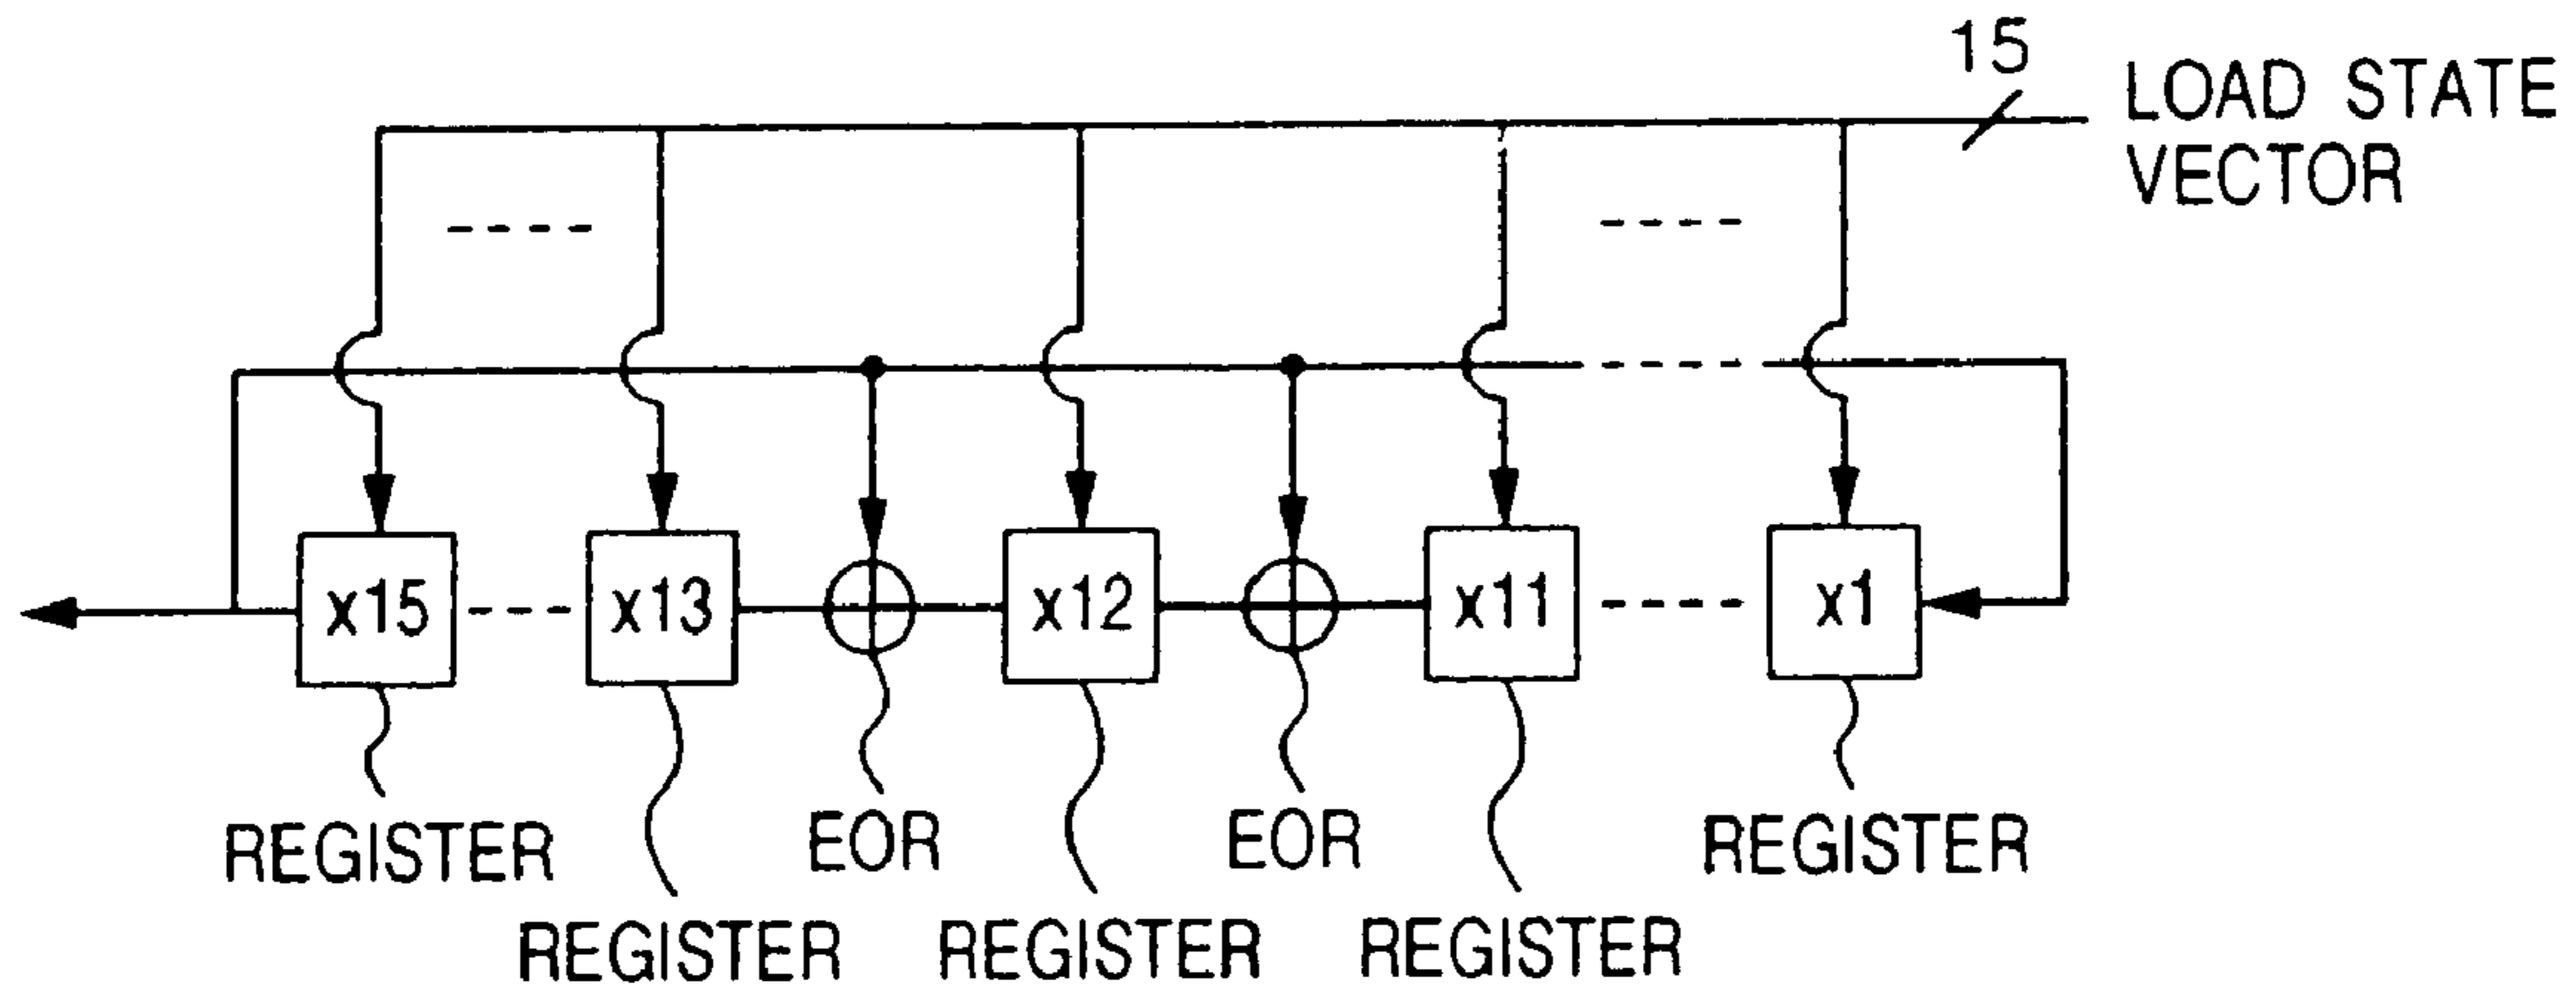 15
LOAD STATE
VECTOR
x15
x13
x12
x11
x1
REGISTER
EOR
EOR
REGISTER
REGISTER
REGISTER
REGISTER